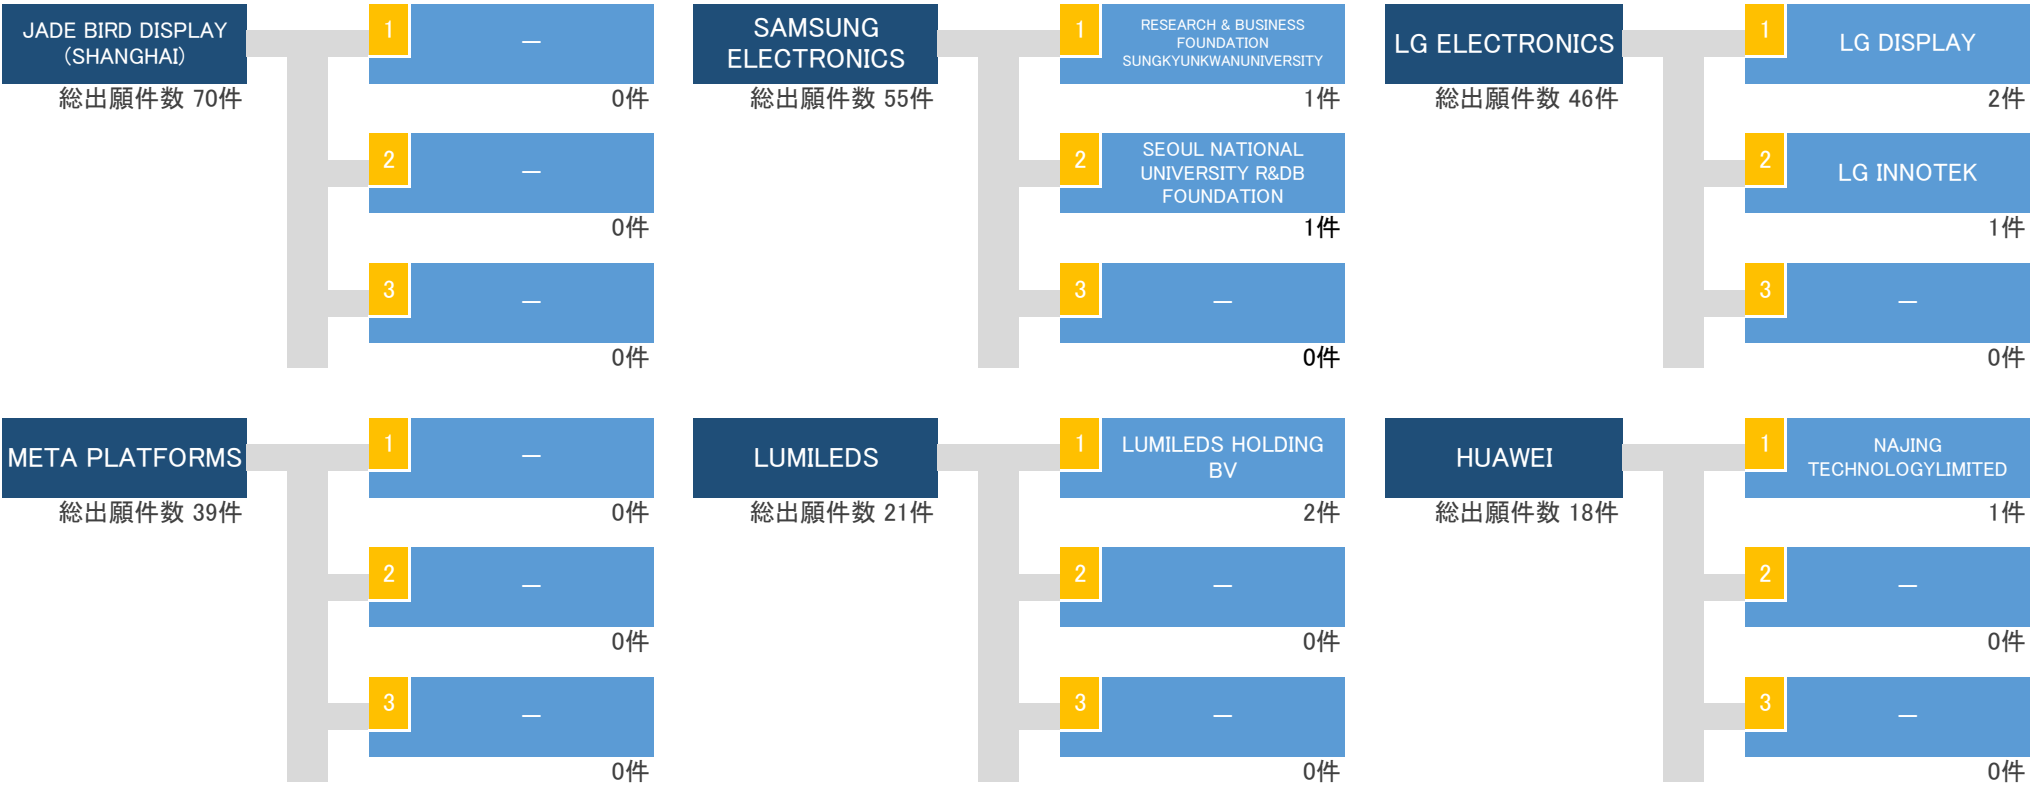 JADE BIRD DISPLAY
(SHANGHAI)
総出願件数 70件
1
―
0件
2
―
0件
3
―
0件
SAMSUNG
ELECTRONICS
総出願件数 55件
1
RESEARCH & BUSINESS
FOUNDATION
SUNGKYUNKWANUNIVERSITY
1件
2
SEOUL NATIONAL
UNIVERSITY R&DB
FOUNDATION
1件
3
―
0件
LG ELECTRONICS
総出願件数 46件
1
LG DISPLAY
2件
2
LG INNOTEK
1件
3
―
0件
META PLATFORMS
総出願件数 39件
1
―
0件
2
―
0件
3
―
0件
LUMILEDS
総出願件数 21件
1
LUMILEDS HOLDING
BV
2件
2
―
0件
3
―
0件
HUAWEI
総出願件数 18件
1
NAJING
TECHNOLOGYLIMITED
1件
2
―
0件
3
―
0件